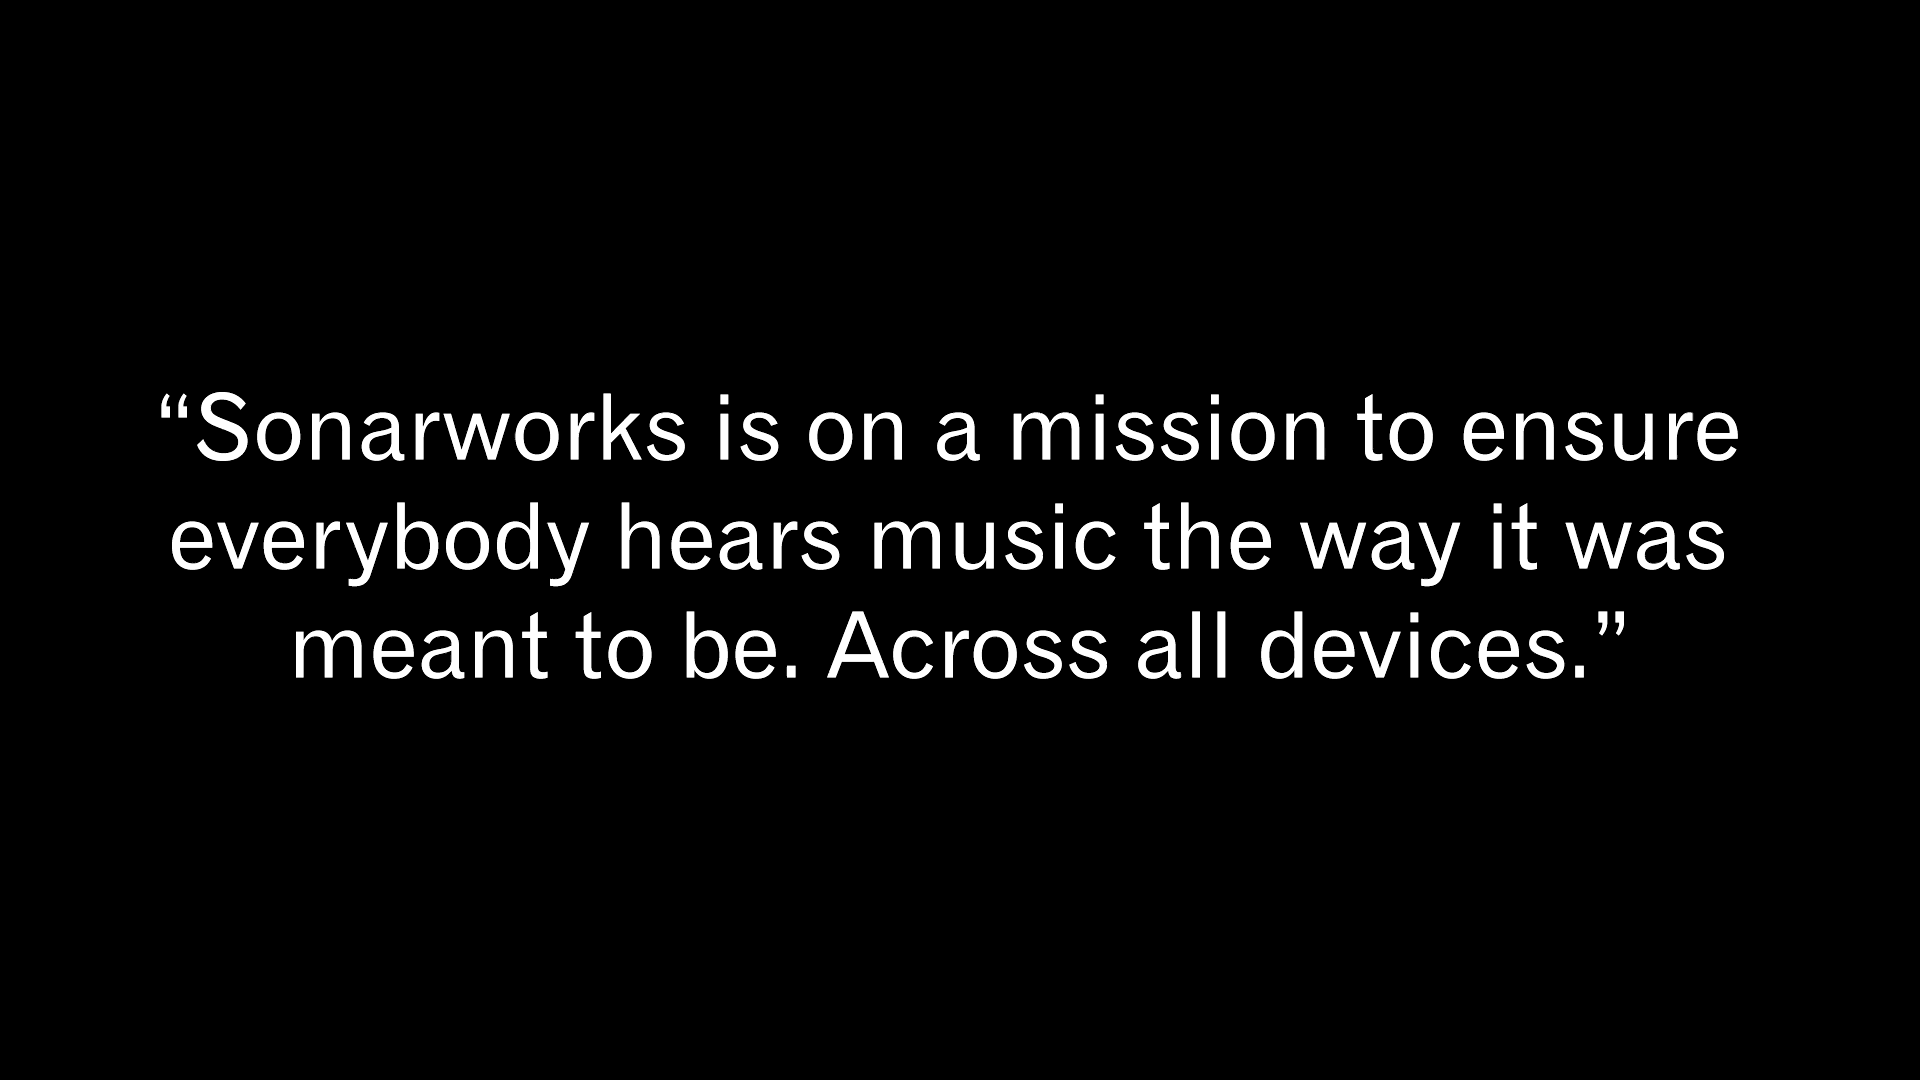 “Sonarworks is on a mission to ensure
everybody hears music the way it was
meant to be. Across all devices.”